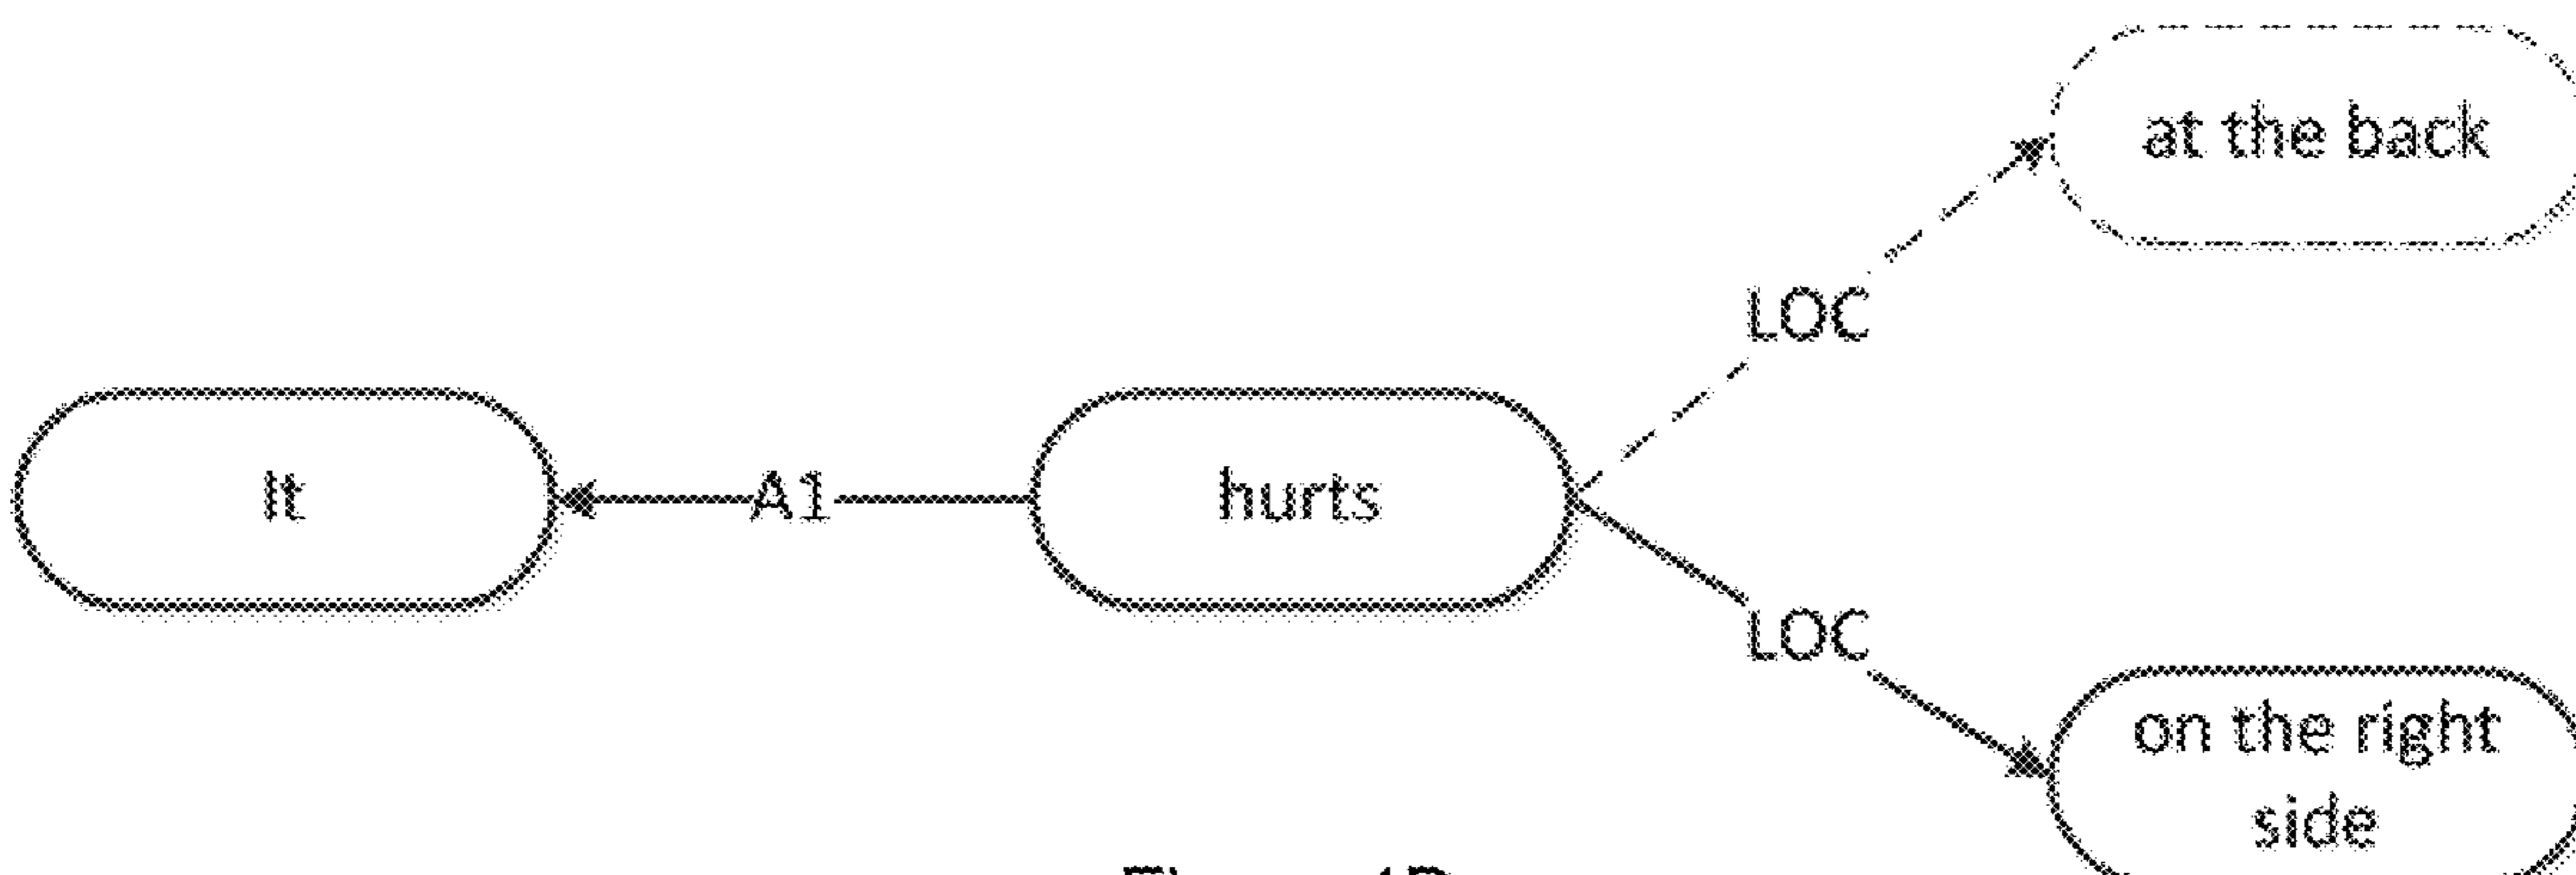 at the back
LOC
It
A1
hurts
LOC
on the right
side